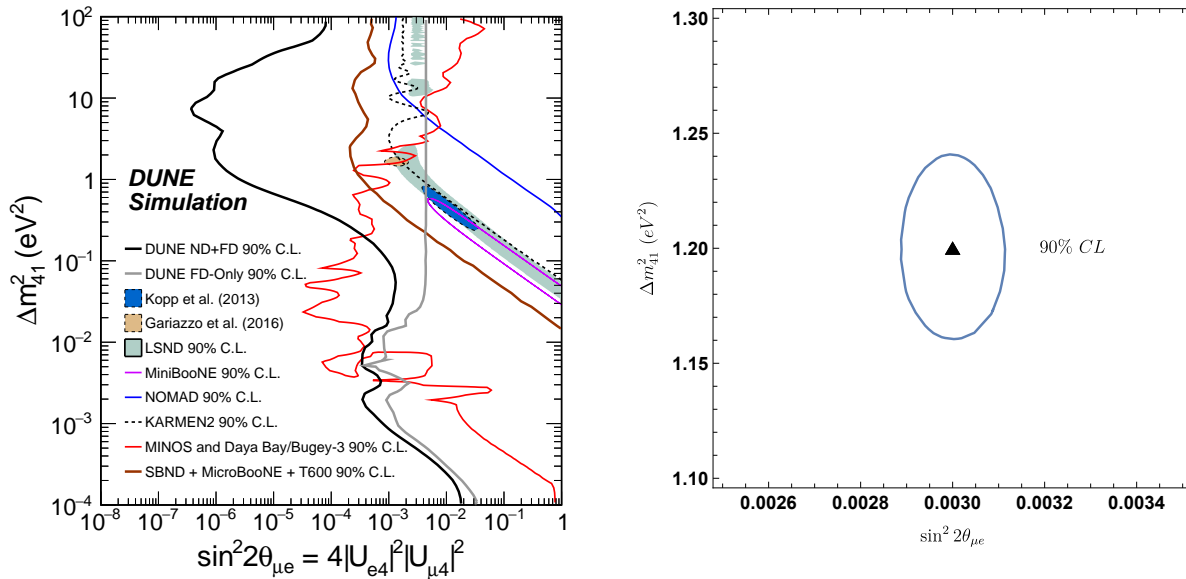 10²
10
1
10⁻¹
10⁻²
10⁻³
10⁻⁴
Δm²₄₁ (eV²)
DUNE
Simulation
DUNE ND+FD 90% C.L.
DUNE FD-Only 90% C.L.
Kopp et al. (2013)
Gariazzo et al. (2016)
LSND 90% C.L.
MiniBooNE 90% C.L.
NOMAD 90% C.L.
KARMEN2 90% C.L.
MINOS and Daya Bay/Bugey-3 90% C.L.
SBND + MicroBooNE + T600 90% C.L.
10⁻⁸ 10⁻⁷ 10⁻⁶ 10⁻⁵ 10⁻⁴ 10⁻³ 10⁻² 10⁻¹ 1
sin²2θμe = 4|Ue4|²|Uμ4|²
1.30
1.25
1.20
1.15
1.10
Δm²₄₁ (eV²)
90% CL
0.0026 0.0028 0.0030 0.0032 0.0034
sin² 2θμe